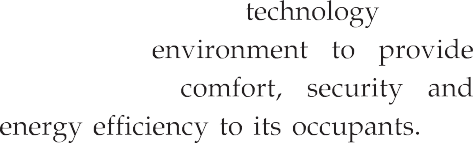 technology
environment to provide
comfort, security and
energy efficiency to its occupants.